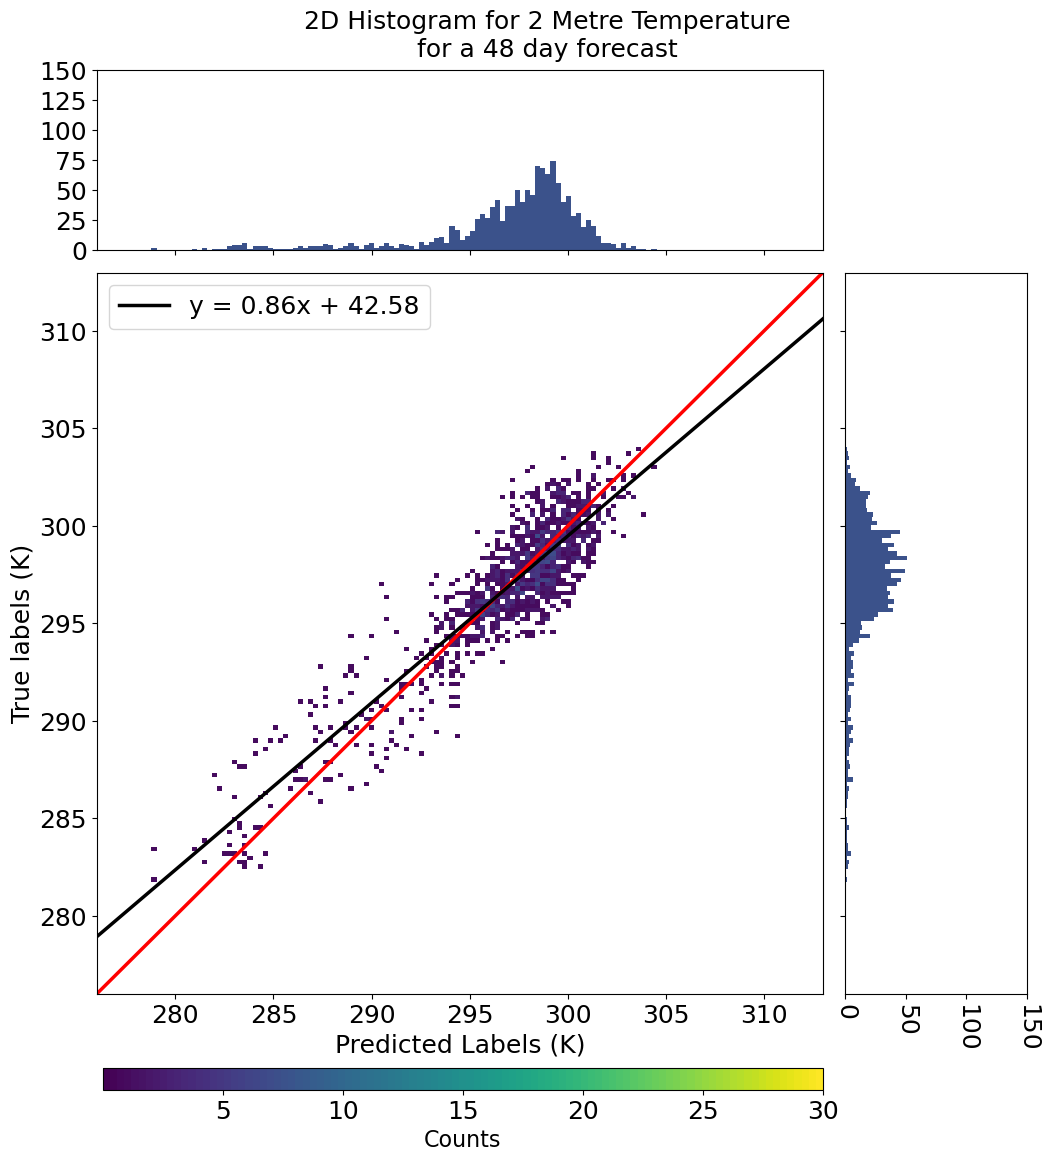 2D Histogram for 2 Metre Temperature
for a 48 day forecast
150
125
100
75
50
25
0
y = 0.86x + 42.58
310
305
300
295
290
285
280
True labels (K)
280 285 290 295 300 305 310
Predicted Labels (K)
0 50 100 150
5 10 15 20 25 30
Counts